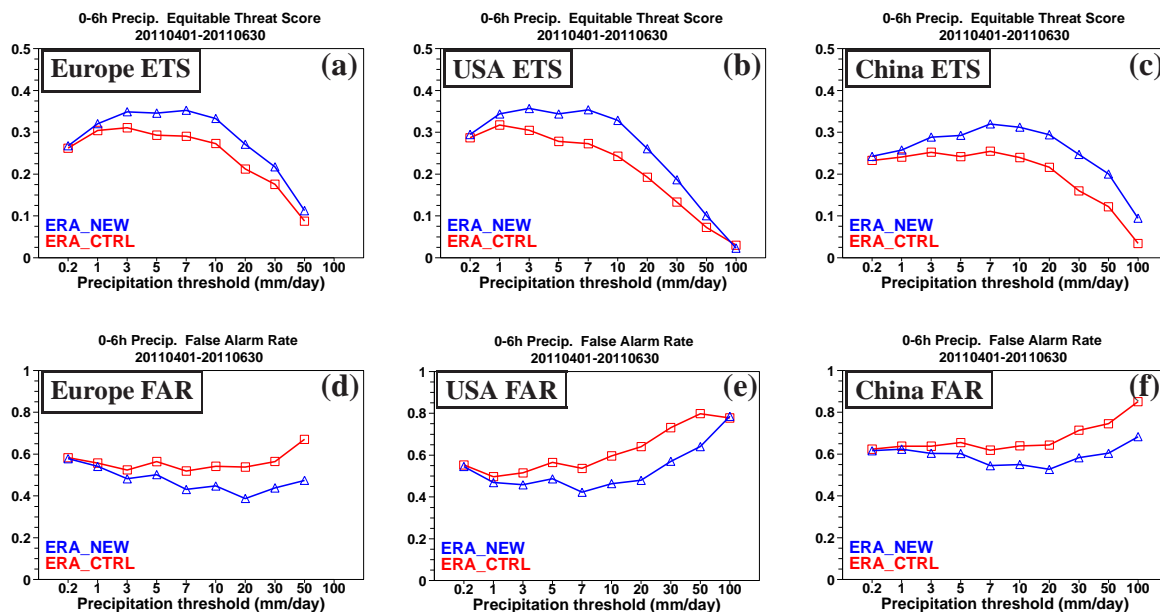 0-6h Precip. Equitable Threat Score
20110401-20110630
Europe ETS
(a)
0.5
0.4
0.3
0.2
0.1
0
ERA_NEW
ERA_CTRL
0.2 1 3 5 7 10 20 30 50 100
Precipitation threshold (mm/day)
0-6h Precip. Equitable Threat Score
20110401-20110630
USA ETS
(b)
0.5
0.4
0.3
0.2
0.1
0
ERA_NEW
ERA_CTRL
0.2 1 3 5 7 10 20 30 50 100
Precipitation threshold (mm/day)
0-6h Precip. Equitable Threat Score
20110401-20110630
China ETS
(c)
0.5
0.4
0.3
0.2
0.1
0
ERA_NEW
ERA_CTRL
0.2 1 3 5 7 10 20 30 50 100
Precipitation threshold (mm/day)
0-6h Precip. False Alarm Rate
20110401-20110630
Europe FAR
(d)
1
0.8
0.6
0.4
0.2
0
ERA_NEW
ERA_CTRL
0.2 1 3 5 7 10 20 30 50 100
Precipitation threshold (mm/day)
0-6h Precip. False Alarm Rate
20110401-20110630
USA FAR
(e)
1
0.8
0.6
0.4
0.2
0
ERA_NEW
ERA_CTRL
0.2 1 3 5 7 10 20 30 50 100
Precipitation threshold (mm/day)
0-6h Precip. False Alarm Rate
20110401-20110630
China FAR
(f)
1
0.8
0.6
0.4
0.2
0
ERA_NEW
ERA_CTRL
0.2 1 3 5 7 10 20 30 50 100
Precipitation threshold (mm/day)